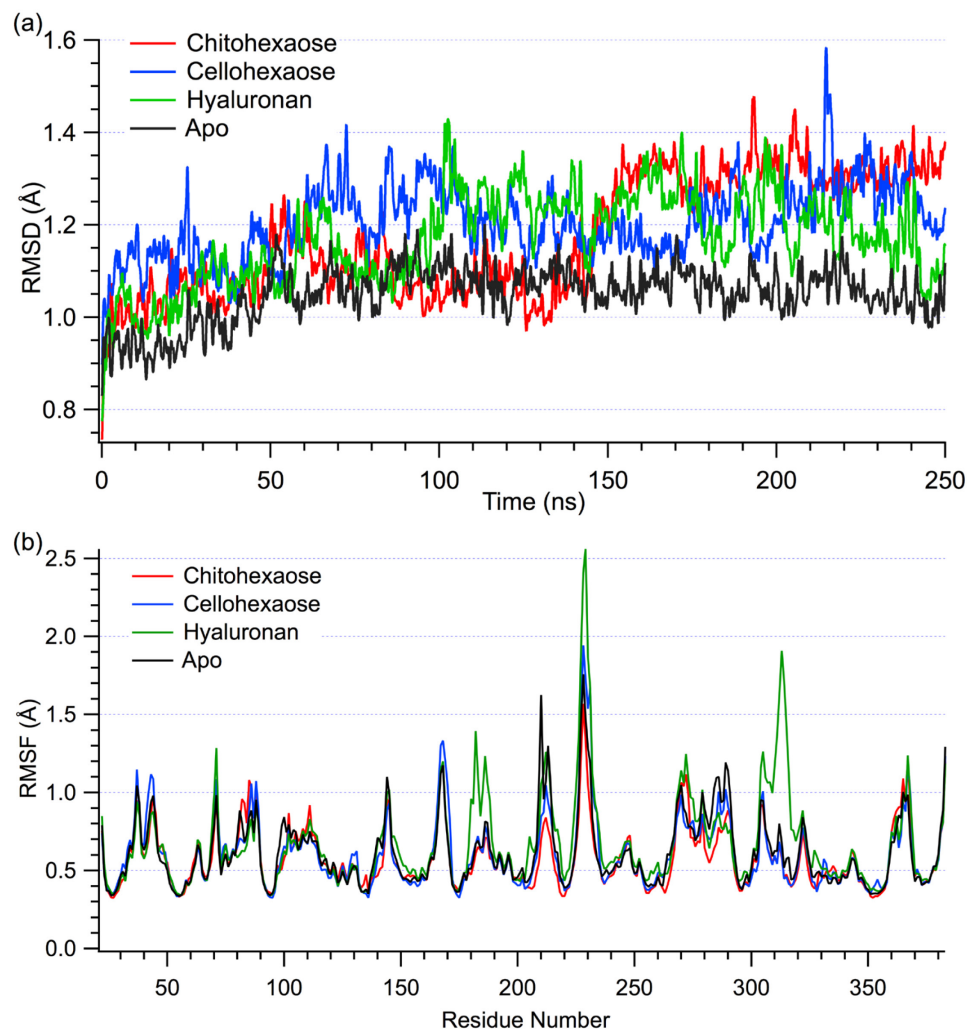 (a)
1.6
Chitohexaose
Cellohexaose
Hyaluronan
Apo
1.4
1.2
1.0
0.8
RMSD (Å)
0 50 100 150 200 250
Time (ns)
(b)
2.5
Chitohexaose
Cellohexaose
Hyaluronan
Apo
2.0
1.5
1.0
0.5
0.0
RMSF (Å)
50 100 150 200 250 300 350
Residue Number